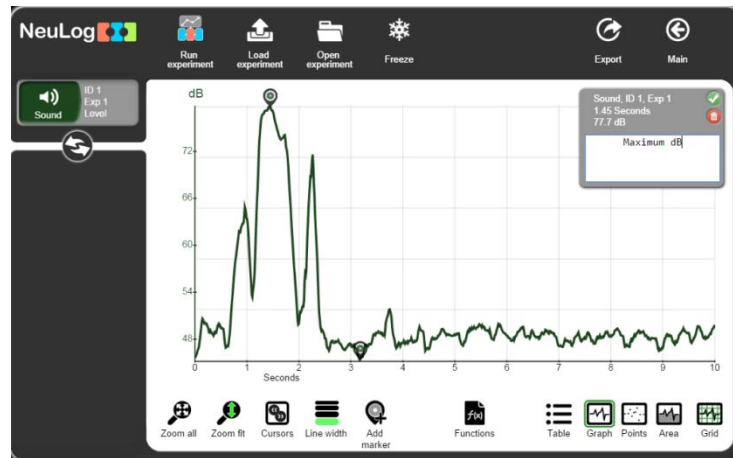 NeuLog
Run
experiment
Load
experiment
Open
experiment
Freeze
Export
Main
Sound
ID 1
Exp 1
Level
dB
72
66
60
54
48
0 1 2 3 4 5 6 7 8 9 10
Seconds
Sound, ID 1, Exp 1
1.45 Seconds
77.7 dB
Maximum dB
Zoom all
Zoom fit
Cursors
Line width
Add
marker
f(x)
Functions
Table
Graph
Points
Area
Grid